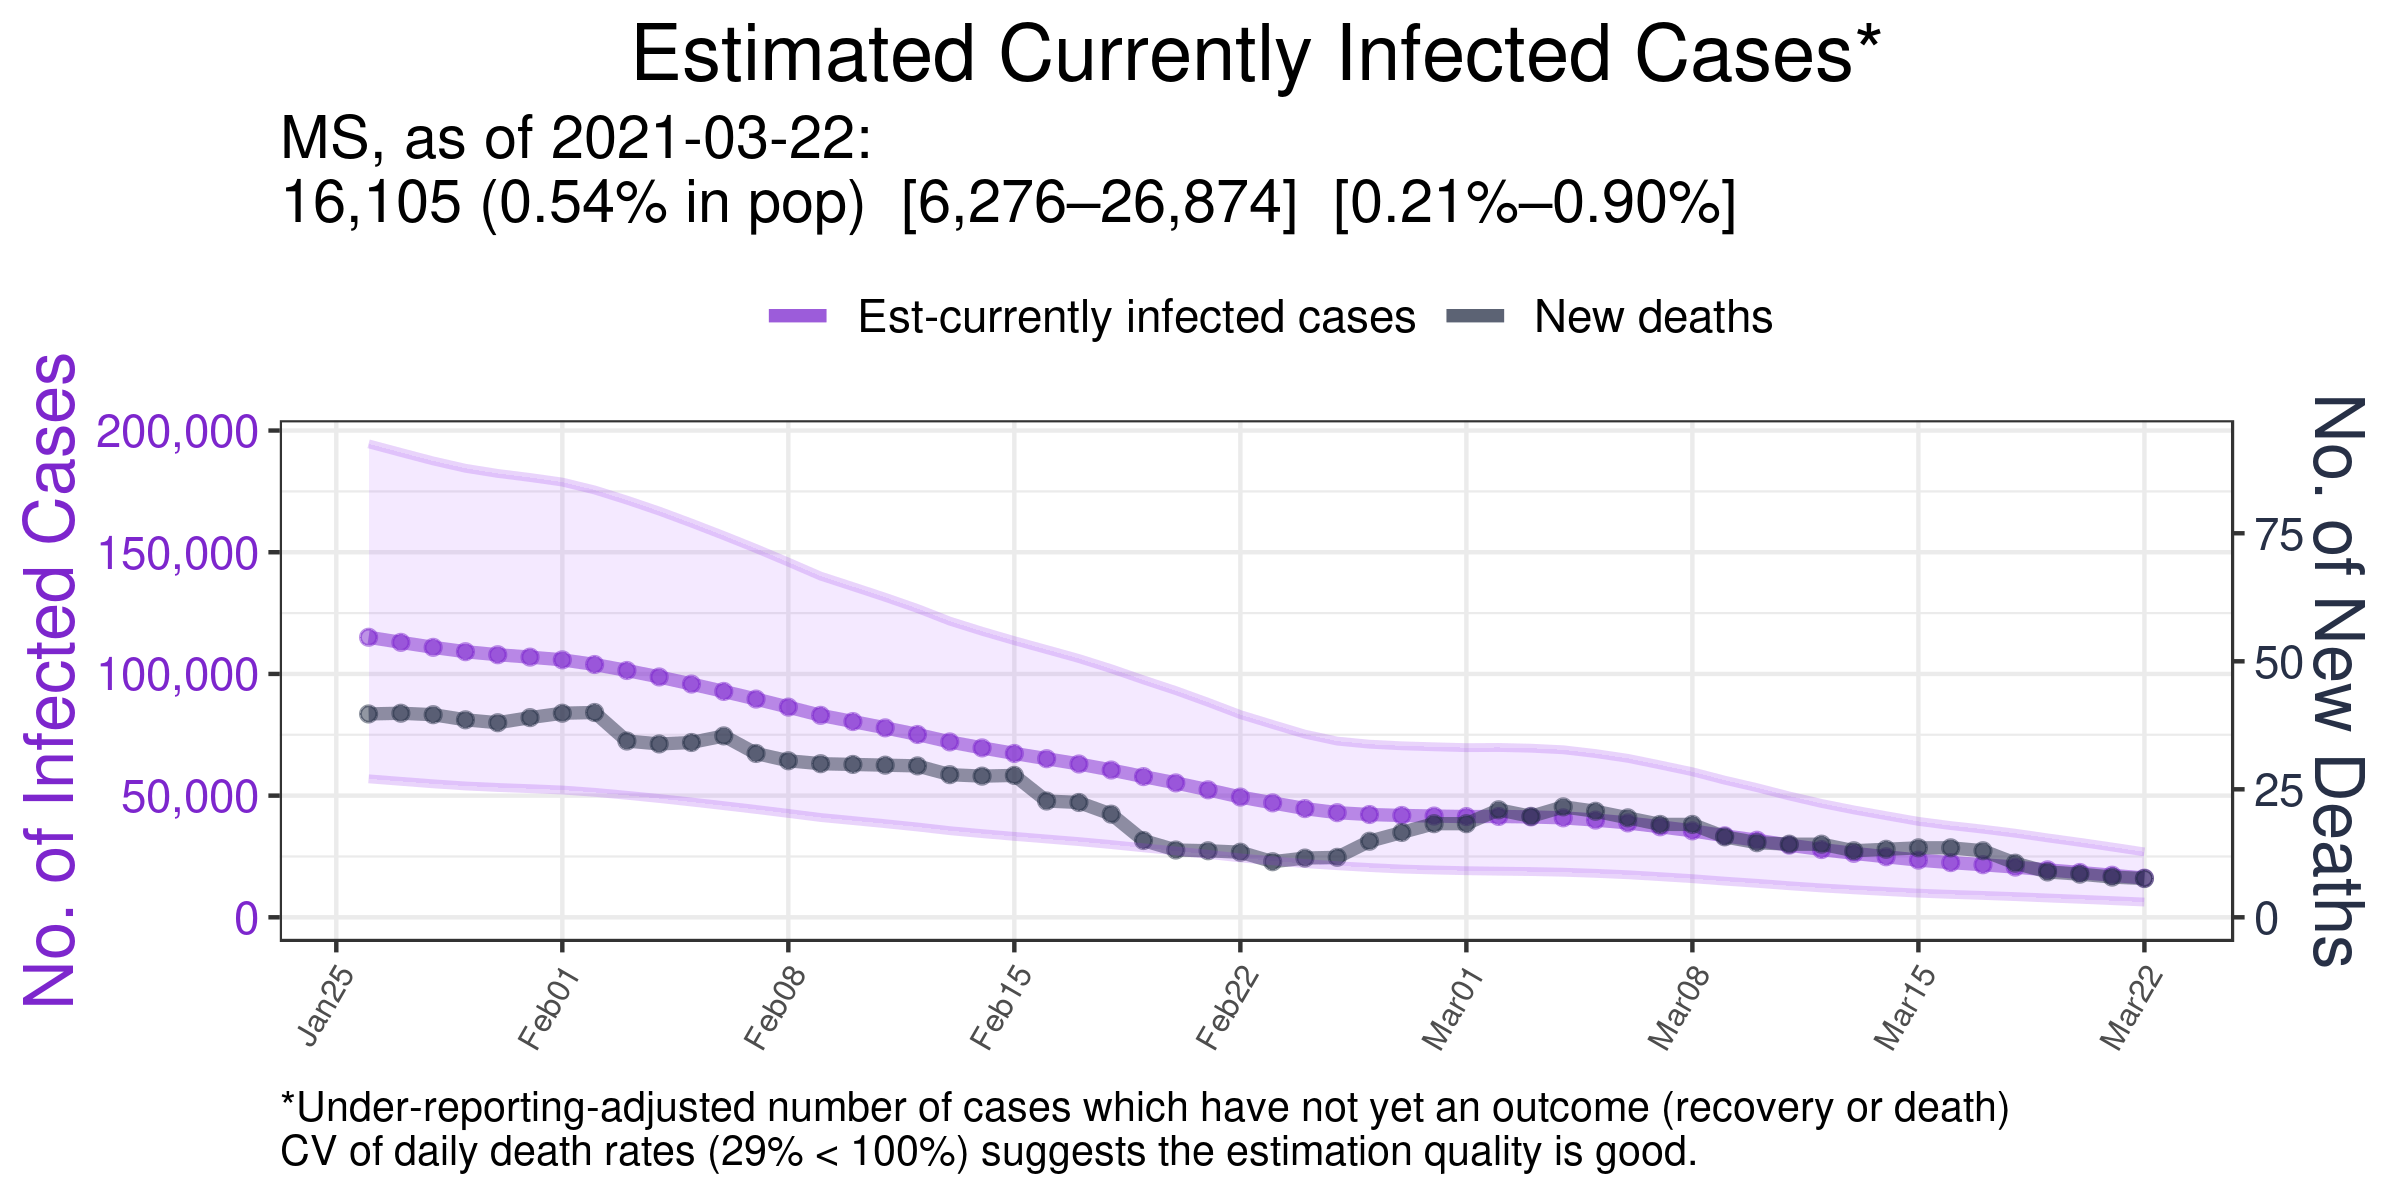 Estimated Currently Infected Cases*
MS, as of 2021-03-22:
16,105 (0.54% in pop) [6,276–26,874] [0.21%–0.90%]
Est-currently infected cases New deaths
No. of Infected Cases
200,000
150,000
100,000
50,000
0
75
50
25
0
No. of New Deaths
Jan25 Feb01 Feb08 Feb15 Feb22 Mar01 Mar08 Mar15 Mar22
*Under-reporting-adjusted number of cases which have not yet an outcome (recovery or death)
CV of daily death rates (29% < 100%) suggests the estimation quality is good.